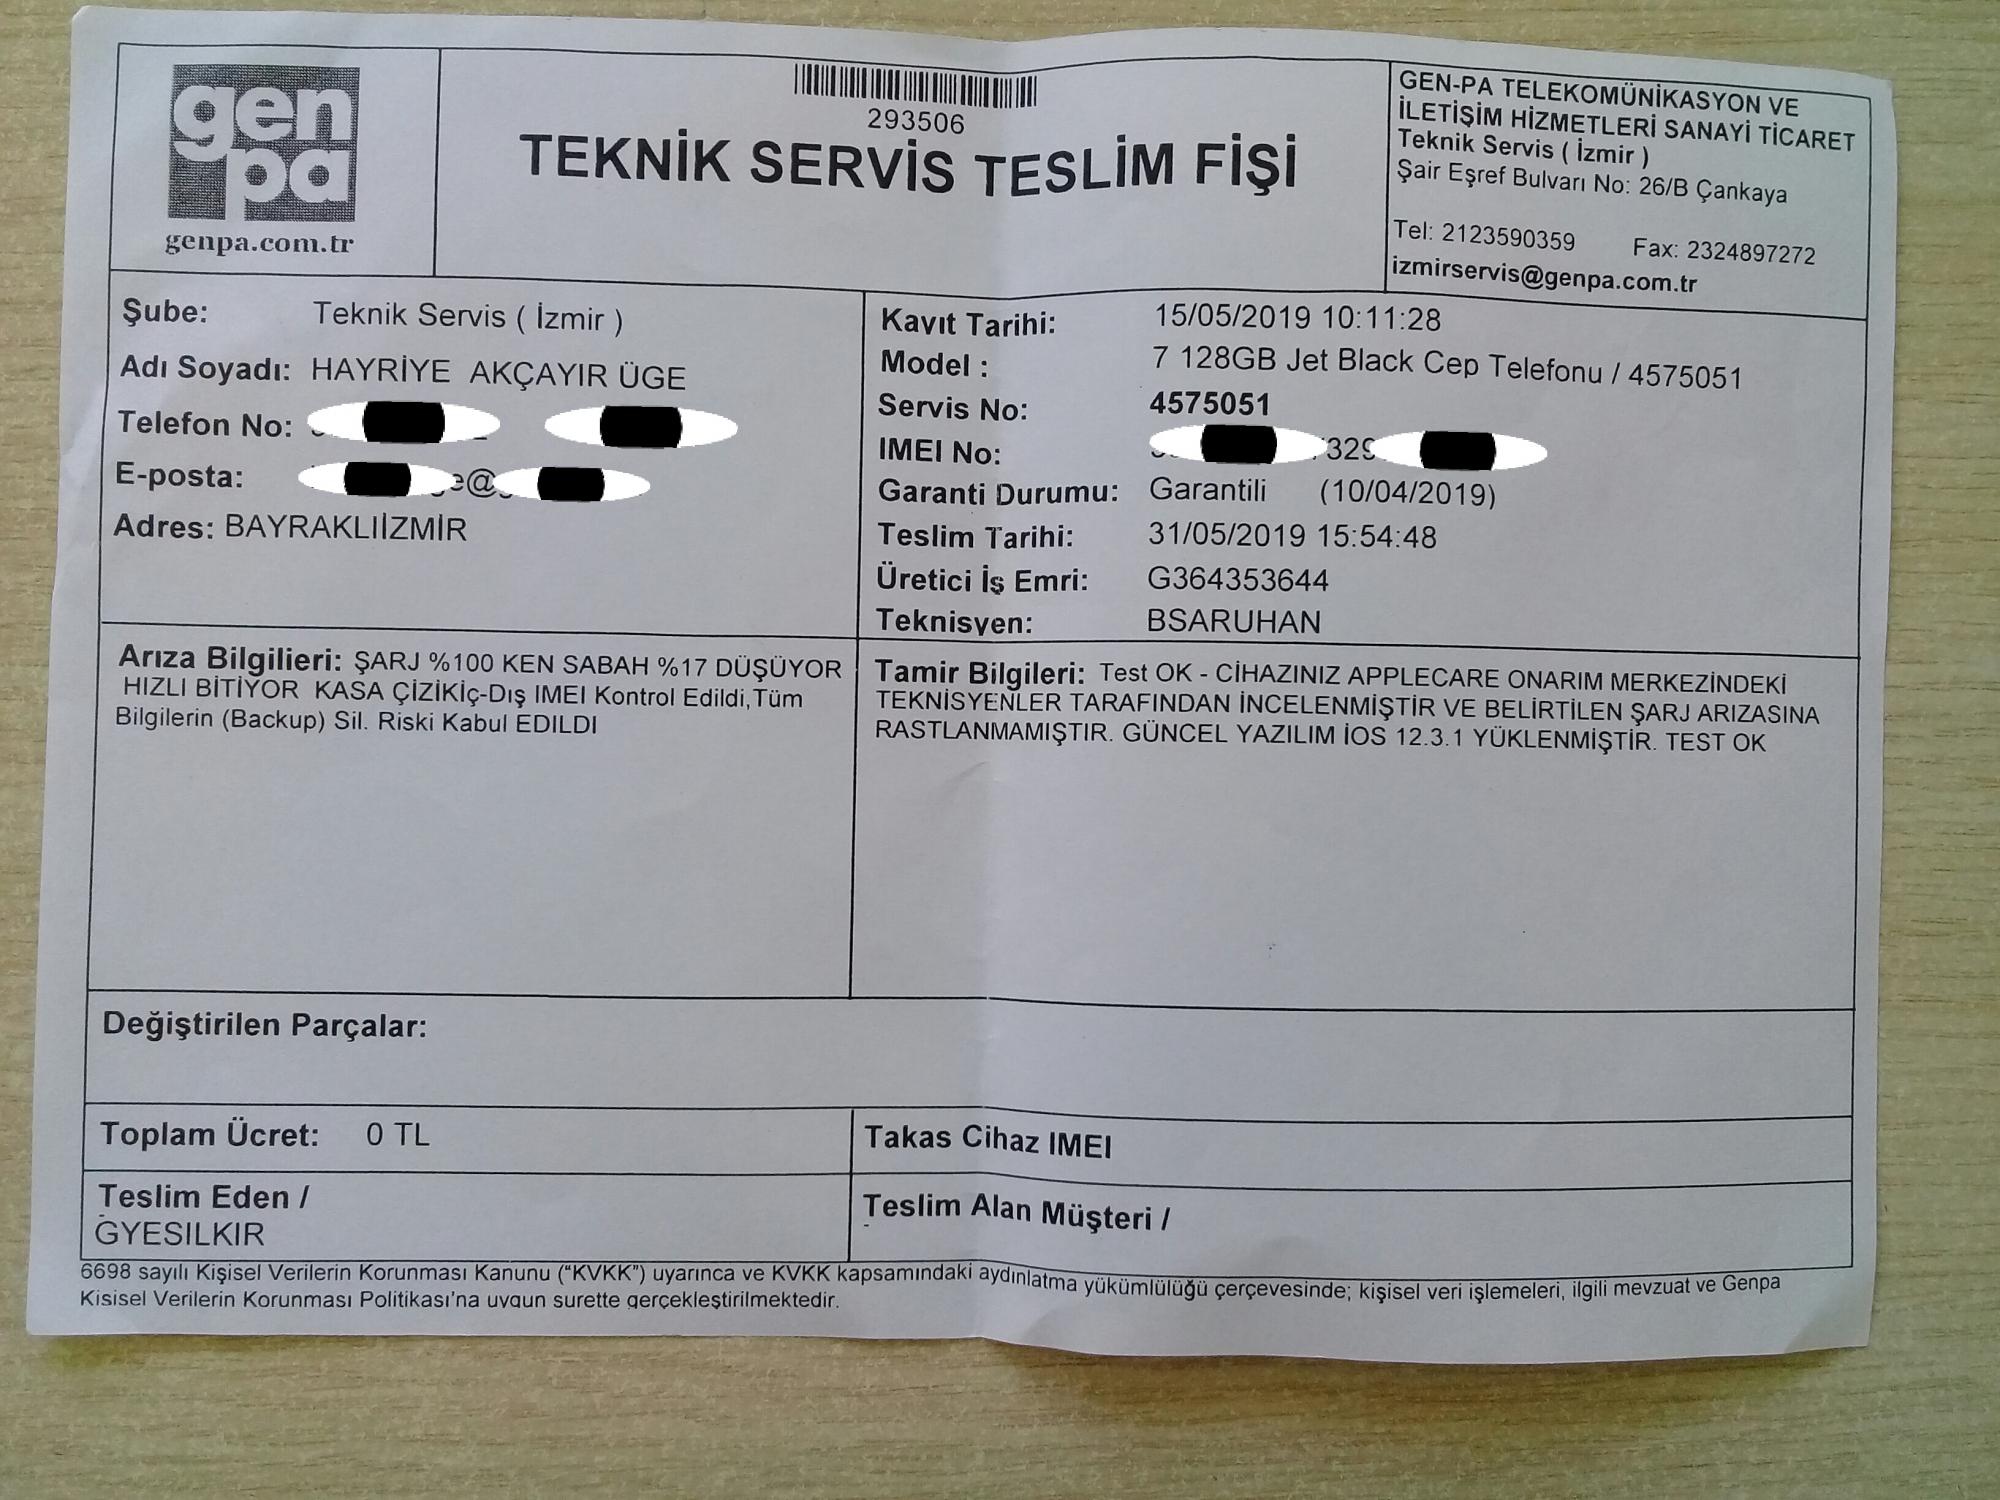 gen
pa
genpa.com.tr
293506
TEKNİK SERVİS TESLİM FİŞİ
GEN-PA TELEKOMÜNİKASYON VE
İLETİŞİM HİZMETLERİ SANAYİ TİCARET
Teknik Servis ( İzmir )
Şair Eşref Bulvarı No: 26/B Çankaya
Tel: 2123590359 Fax: 2324897272
izmirservis@genpa.com.tr
Şube: Teknik Servis ( İzmir )
Adı Soyadı: HAYRİYE AKÇAYIR ÜGE
Telefon No:
E-posta: e@
Adres: BAYRAKLIİZMİR
Kavıt Tarihi: 15/05/2019 10:11:28
Model : 7 128GB Jet Black Cep Telefonu / 4575051
Servis No: 4575051
IMEI No: 329
Garanti Durumu: Garantili (10/04/2019)
Teslim Tarihi: 31/05/2019 15:54:48
Üretici İş Emri: G364353644
Teknisyen: BSARUHAN
Arıza Bilgilieri: ŞARJ %100 KEN SABAH %17 DÜŞÜYOR
HIZLI BİTİYOR KASA ÇİZİKİç-Dış IMEI Kontrol Edildi,Tüm
Bilgilerin (Backup) Sil. Riski Kabul EDILDI
Tamir Bilgileri: Test OK - CİHAZINIZ APPLECARE ONARIM MERKEZİNDEKİ
TEKNİSYENLER TARAFINDAN İNCELENMİŞTİR VE BELİRTİLEN ŞARJ ARIZASINA
RASTLANMAMIŞTIR. GÜNCEL YAZILIM İOS 12.3.1 YÜKLENMİŞTİR. TEST OK
Değiştirilen Parçalar:
Toplam Ücret: 0 TL
Takas Cihaz IMEI
Teslim Eden /
GYESILKIR
Teslim Alan Müşteri /
6698 sayılı Kişisel Verilerin Korunması Kanunu (“KVKK”) uyarınca ve KVKK kapsamındaki aydınlatma yükümlülüğü çerçevesinde; kişisel veri işlemeleri, ilgili mevzuat ve Genpa
Kisisel Verilerin Korunması Politikası'na uygun surette gerçekleştirilmektedir.